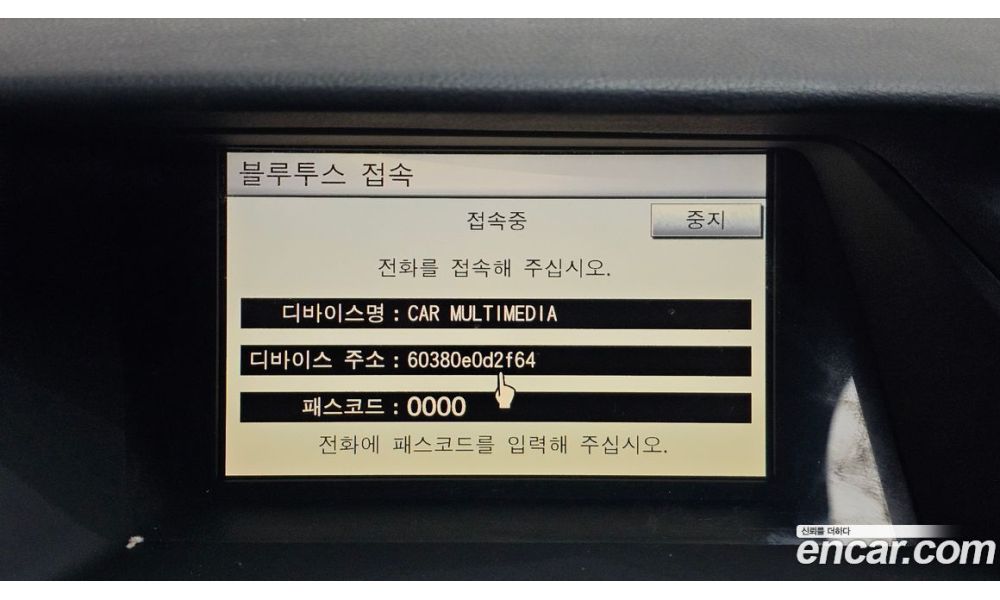 블루투스 접속
접속중
중지
전화를 접속해 주십시오.
디바이스명 : CAR MULTIMEDIA
디바이스 주소 : 60380e0d2f64
패스코드 : 0000
전화에 패스코드를 입력해 주십시오.
신뢰를 더하다
encar.com